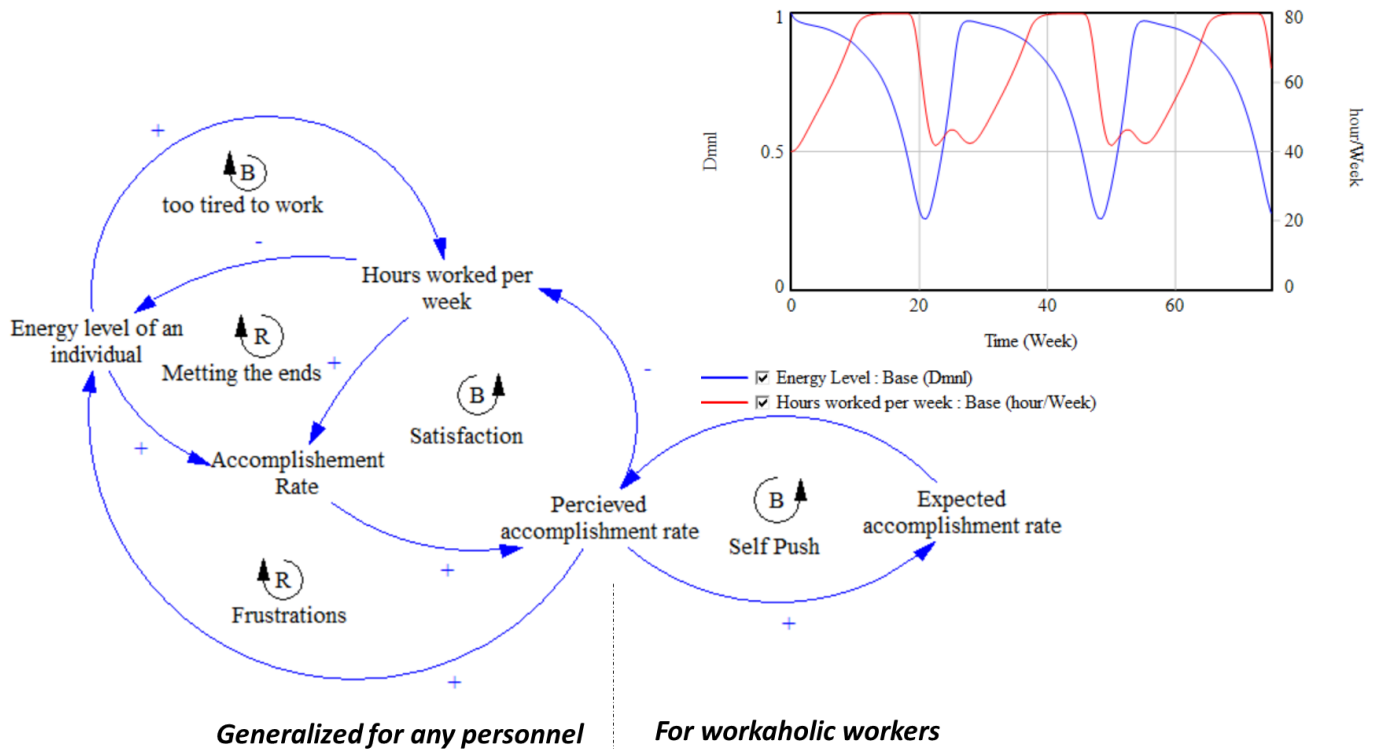 1
80
60
Dmnl
0.5
40
hour/Week
20
0
0
0
20
40
60
Time (Week)
Energy Level : Base (Dmnl)
Hours worked per week : Base (hour/Week)
+
B
too tired to work
-
Hours worked per
week
Energy level of an
individual
R
Metting the ends
+
-
B
Satisfaction
+
Accomplishement
Rate
Percieved
accomplishment rate
B
Self Push
Expected
accomplishment rate
+
R
Frustrations
+
+
Generalized for any personnel
For workaholic workers